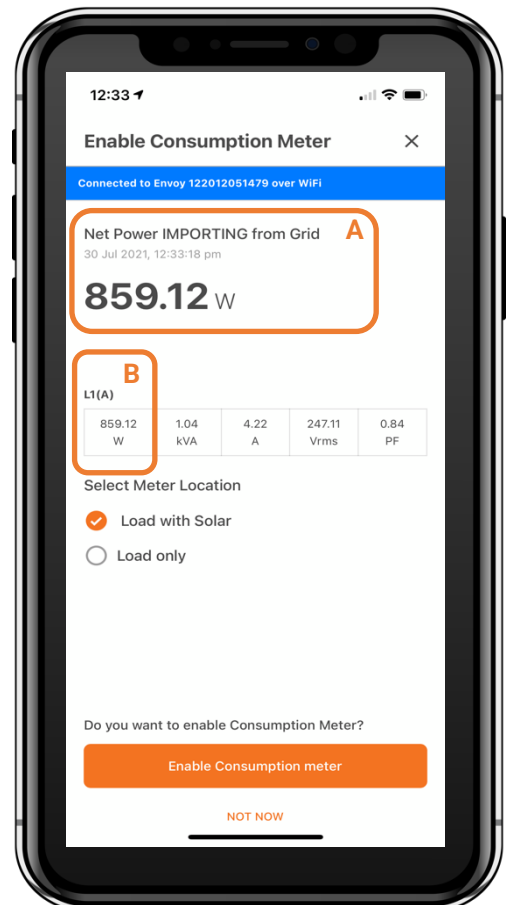 12:33
Enable Consumption Meter
Connected to Envoy 122012051479 over WiFi
Net Power IMPORTING from Grid A
30 Jul 2021, 12:33:18 pm
859.12 W
B
L1(A)
859.12 1.04 4.22 247.11 0.84
W kVA A Vrms PF
Select Meter Location
Load with Solar
Load only
Do you want to enable Consumption Meter?
Enable Consumption meter
NOT NOW